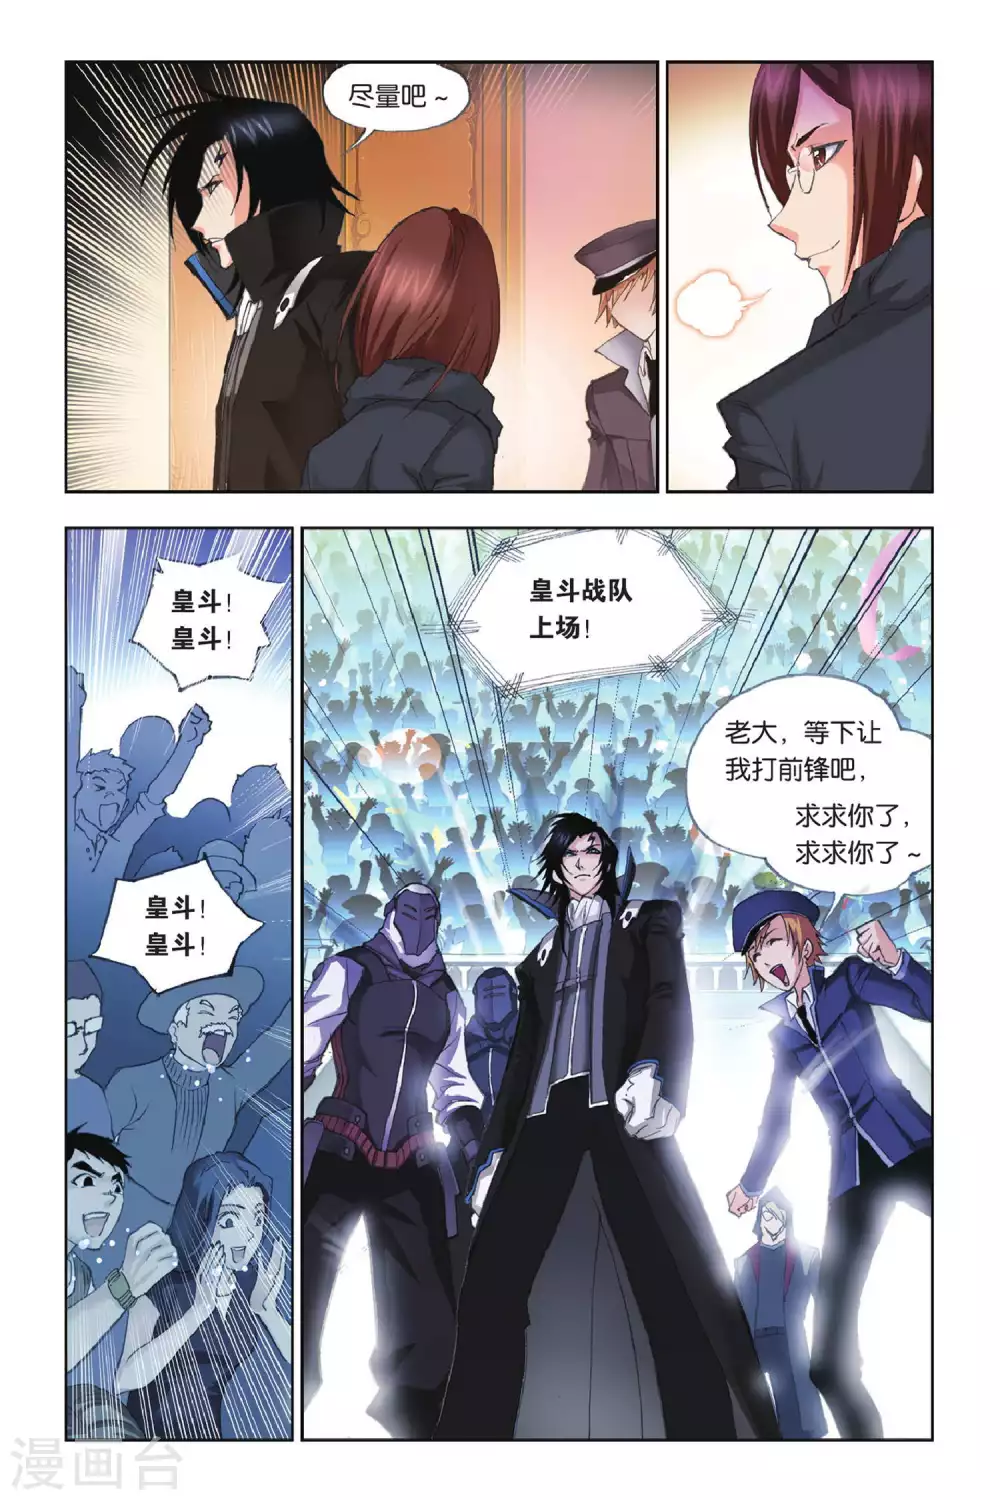 尽量吧～
皇斗！
皇斗！
皇斗！
皇斗！
皇斗战队
上场！
老大，等下让
我打前锋吧，
求求你了，
求求你了～
漫画台